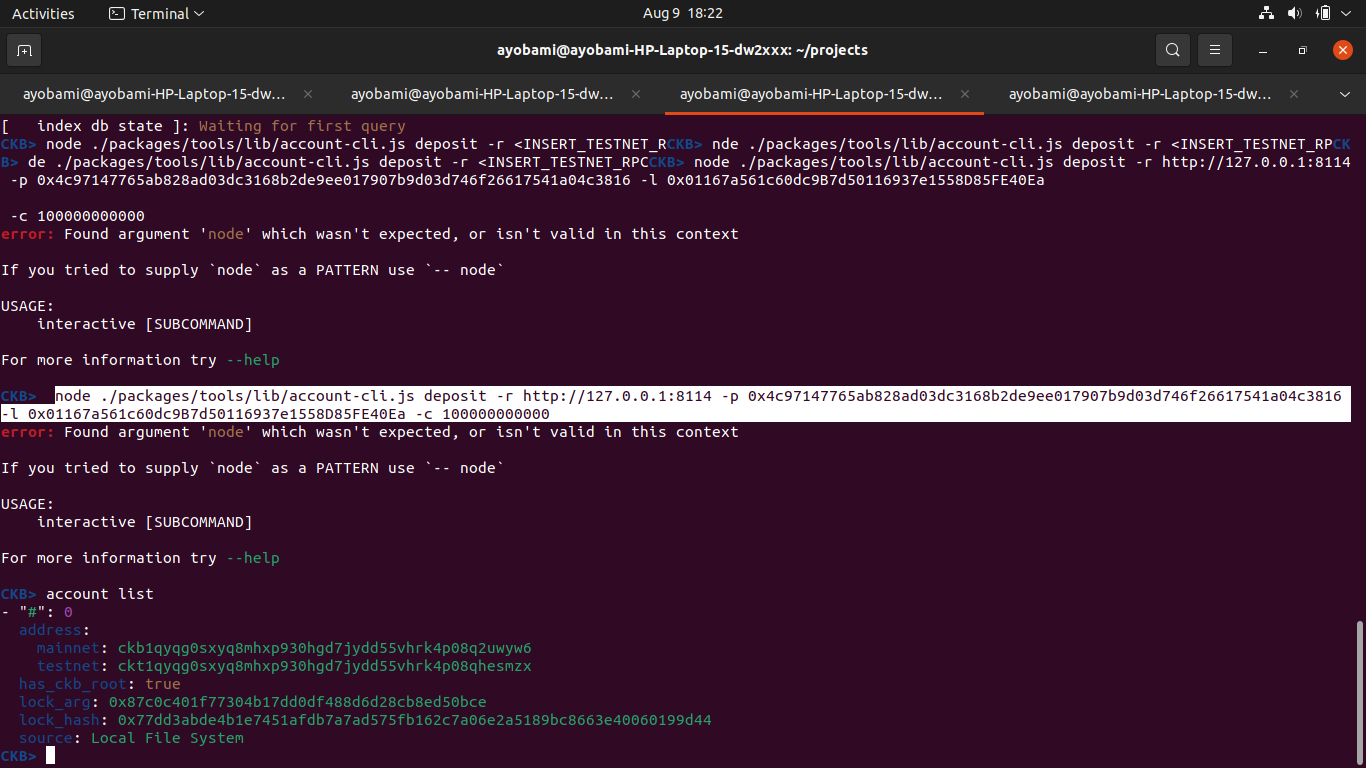 Activities
Terminal
Aug 9 18:22
ayobami@ayobami-HP-Laptop-15-dw2xxx: ~/projects
ayobami@ayobami-HP-Laptop-15-dw... ayobami@ayobami-HP-Laptop-15-dw... ayobami@ayobami-HP-Laptop-15-dw... ayobami@ayobami-HP-Laptop-15-dw...
[   index db state ]: Waiting for first query
CKB> node ./packages/tools/lib/account-cli.js deposit -r <INSERT_TESTNET_RCKB> nde ./packages/tools/lib/account-cli.js deposit -r <INSERT_TESTNET_RPCK
B> de ./packages/tools/lib/account-cli.js deposit -r <INSERT_TESTNET_RPCCKB> node ./packages/tools/lib/account-cli.js deposit -r http://127.0.0.1:8114
 -p 0x4c97147765ab828ad03dc3168b2de9ee017907b9d03d746f26617541a04c3816 -l 0x01167a561c60dc9B7d50116937e1558D85FE40Ea
 -c 100000000000
error: Found argument 'node' which wasn't expected, or isn't valid in this context
If you tried to supply `node` as a PATTERN use `-- node`
USAGE:
    interactive [SUBCOMMAND]
For more information try --help
CKB>  node ./packages/tools/lib/account-cli.js deposit -r http://127.0.0.1:8114 -p 0x4c97147765ab828ad03dc3168b2de9ee017907b9d03d746f26617541a04c3816
-l 0x01167a561c60dc9B7d50116937e1558D85FE40Ea -c 100000000000
error: Found argument 'node' which wasn't expected, or isn't valid in this context
If you tried to supply `node` as a PATTERN use `-- node`
USAGE:
    interactive [SUBCOMMAND]
For more information try --help
CKB> account list
- "#": 0
  address:
    mainnet: ckb1qyqg0sxyq8mhxp930hgd7jydd55vhrk4p08q2uwyw6
    testnet: ckt1qyqg0sxyq8mhxp930hgd7jydd55vhrk4p08qhesmzx
  has_ckb_root: true
  lock_arg: 0x87c0c401f77304b17dd0df488d6d28cb8ed50bce
  lock_hash: 0x77dd3abde4b1e7451afdb7a7ad575fb162c7a06e2a5189bc8663e40060199d44
  source: Local File System
CKB>